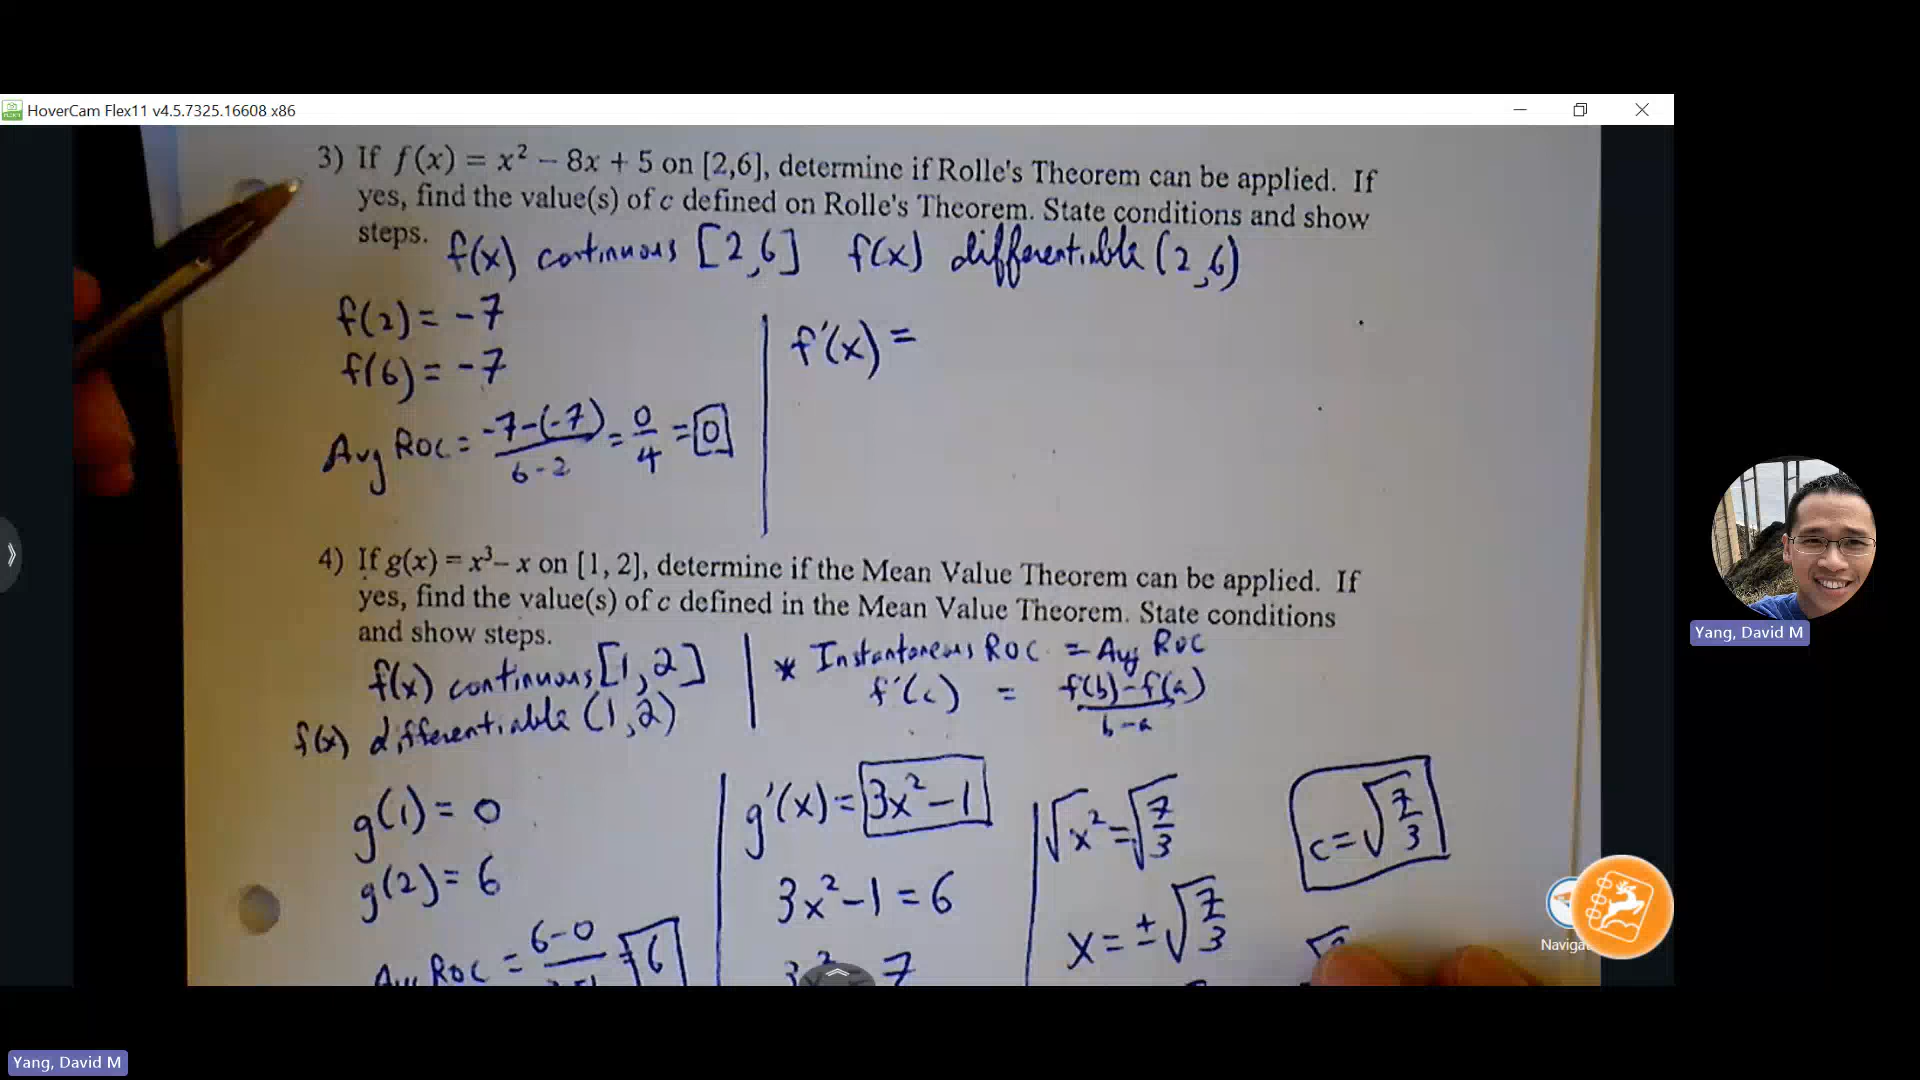 HoverCam Flex11 v4.5.7325.16608 x86
3) If f(x) = x² − 8x + 5 on [2,6], determine if Rolle's Theorem can be applied. If
yes, find the value(s) of c defined on Rolle's Theorem. State conditions and show
steps.
f(x) continuous [2,6] f(x) differentiable (2,6)
f(2) = -7
f(6) = -7
Avg ROC = -7-(-7)/6-2 = 0/4 = 0
f'(x) =
4) If g(x) = x³– x on [1, 2], determine if the Mean Value Theorem can be applied. If
yes, find the value(s) of c defined in the Mean Value Theorem. State conditions
and show steps.
f(x) continuous [1,2]
f(x) differentiable (1,2)
* Instantaneous ROC = Avg ROC
f'(c) = f(b)-f(a)/b-a
g(1) = 0
g(2) = 6
Avg ROC = 6-0/ = 6
g'(x) = 3x²-1
3x²-1 = 6
7
√x² = √7/3
x = ±√7/3
c = √7/3
Yang, David M
Yang, David M